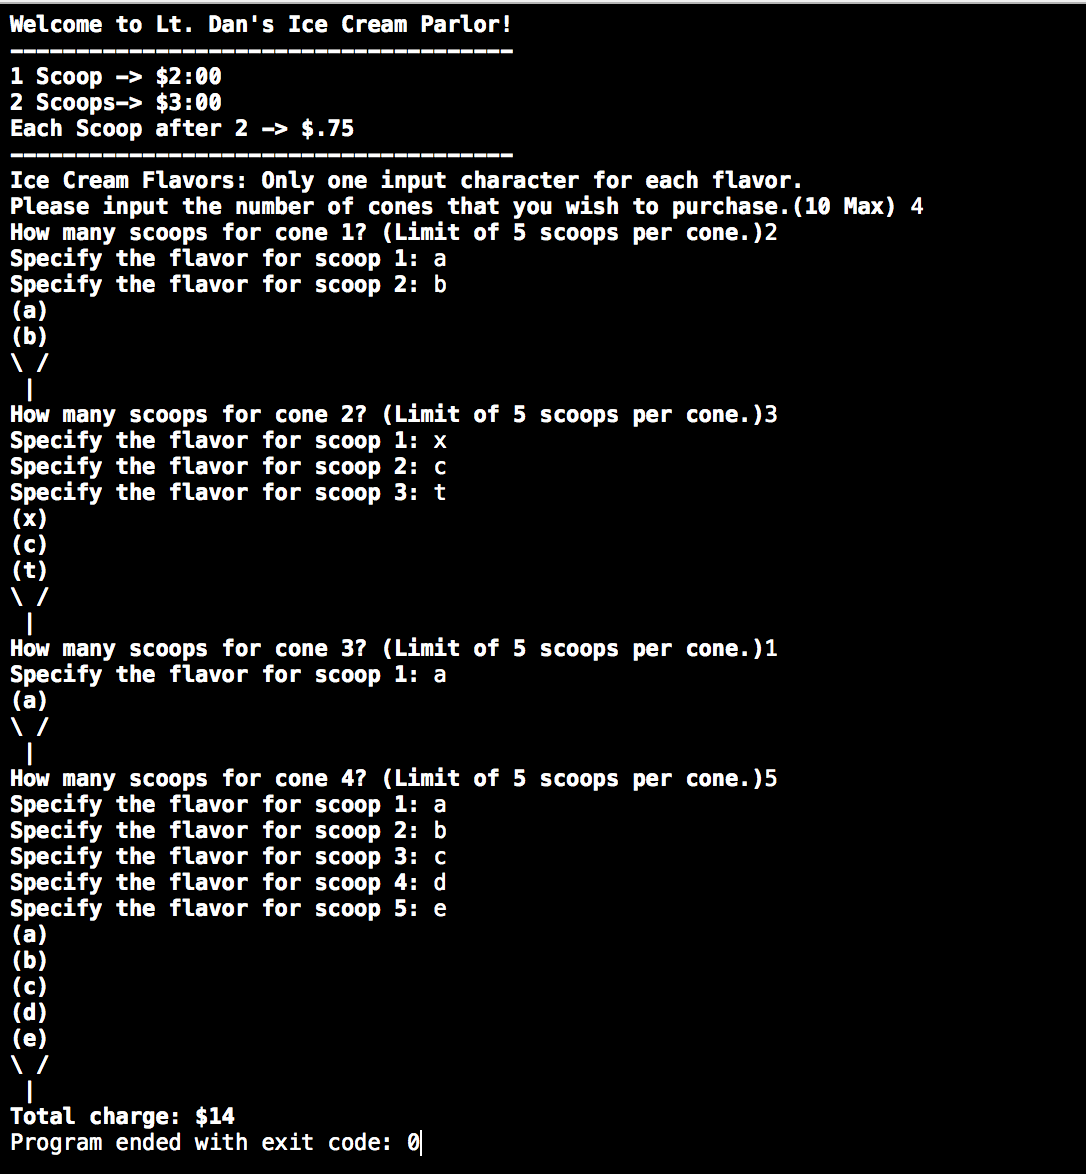 Welcome to Lt. Dan's Ice Cream Parlor!
--------------------------------------
1 Scoop -> $2:00
2 Scoops-> $3:00
Each Scoop after 2 -> $.75
--------------------------------------
Ice Cream Flavors: Only one input character for each flavor.
Please input the number of cones that you wish to purchase.(10 Max) 4
How many scoops for cone 1? (Limit of 5 scoops per cone.)2
Specify the flavor for scoop 1: a
Specify the flavor for scoop 2: b
(a)
(b)
\ /
 |
How many scoops for cone 2? (Limit of 5 scoops per cone.)3
Specify the flavor for scoop 1: x
Specify the flavor for scoop 2: c
Specify the flavor for scoop 3: t
(x)
(c)
(t)
\ /
 |
How many scoops for cone 3? (Limit of 5 scoops per cone.)1
Specify the flavor for scoop 1: a
(a)
\ /
 |
How many scoops for cone 4? (Limit of 5 scoops per cone.)5
Specify the flavor for scoop 1: a
Specify the flavor for scoop 2: b
Specify the flavor for scoop 3: c
Specify the flavor for scoop 4: d
Specify the flavor for scoop 5: e
(a)
(b)
(c)
(d)
(e)
\ /
 |
Total charge: $14
Program ended with exit code: 0